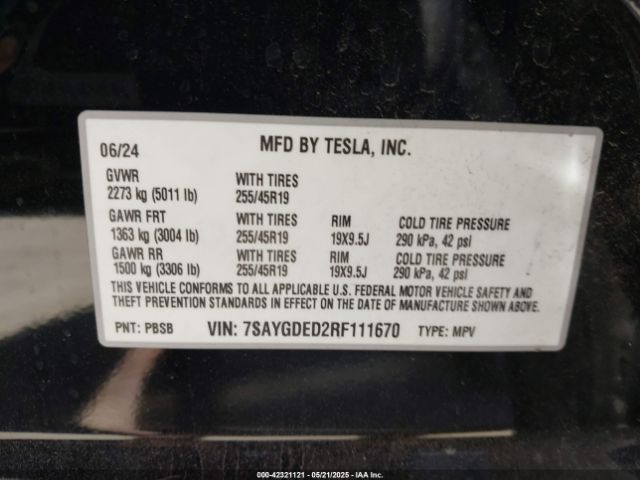 06/24 MFD BY TESLA, INC.
GVWR WITH TIRES
2273 kg (5011 lb) 255/45R19
GAWR FRT WITH TIRES RIM COLD TIRE PRESSURE
1363 kg (3004 lb) 255/45R19 19X9.5J 290 kPa, 42 psi
GAWR RR WITH TIRES RIM COLD TIRE PRESSURE
1500 kg (3306 lb) 255/45R19 19X9.5J 290 kPa, 42 psi
THIS VEHICLE CONFORMS TO ALL APPLICABLE U.S. FEDERAL MOTOR VEHICLE SAFETY AND
THEFT PREVENTION STANDARDS IN EFFECT ON THE DATE OF MANUFACTURE SHOWN ABOVE.
PNT: PBSB VIN: 7SAYGDED2RF111670 TYPE: MPV
000-42321121 - 05/21/2025 - IAA Inc.